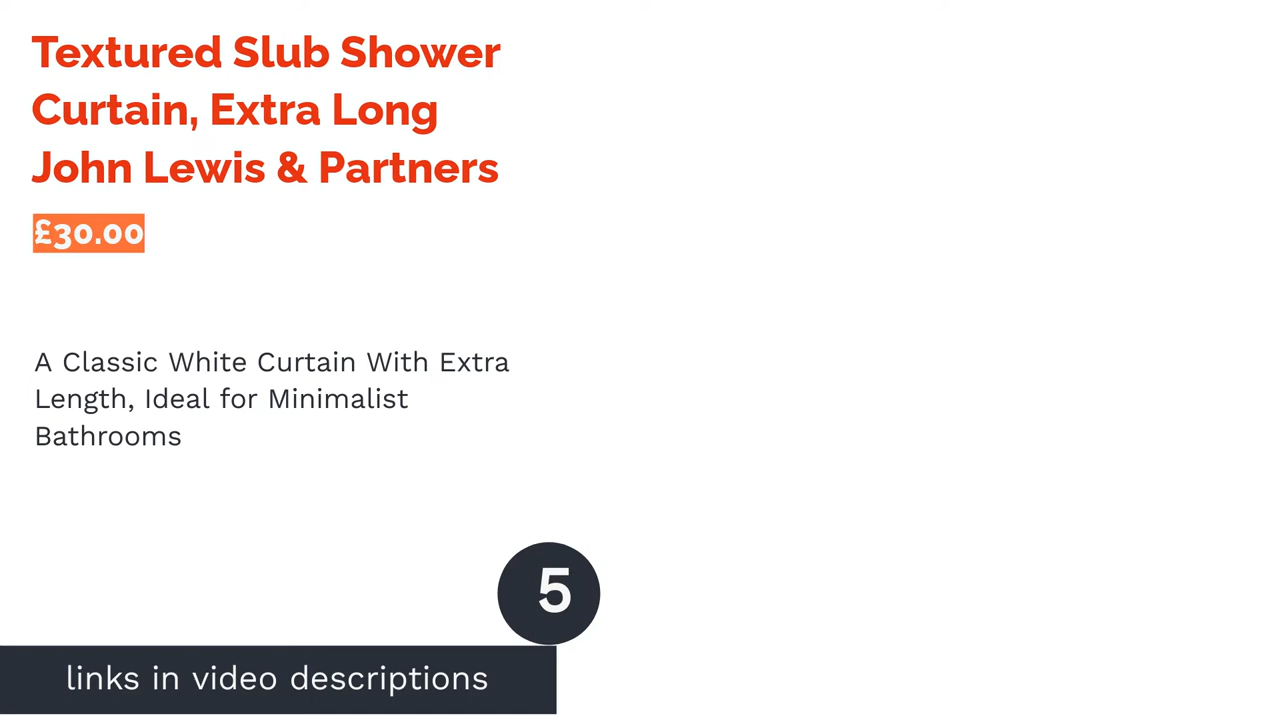 Textured Slub Shower
Curtain, Extra Long
John Lewis & Partners
£30.00
A Classic White Curtain With Extra
Length, Ideal for Minimalist
Bathrooms
5
links in video descriptions